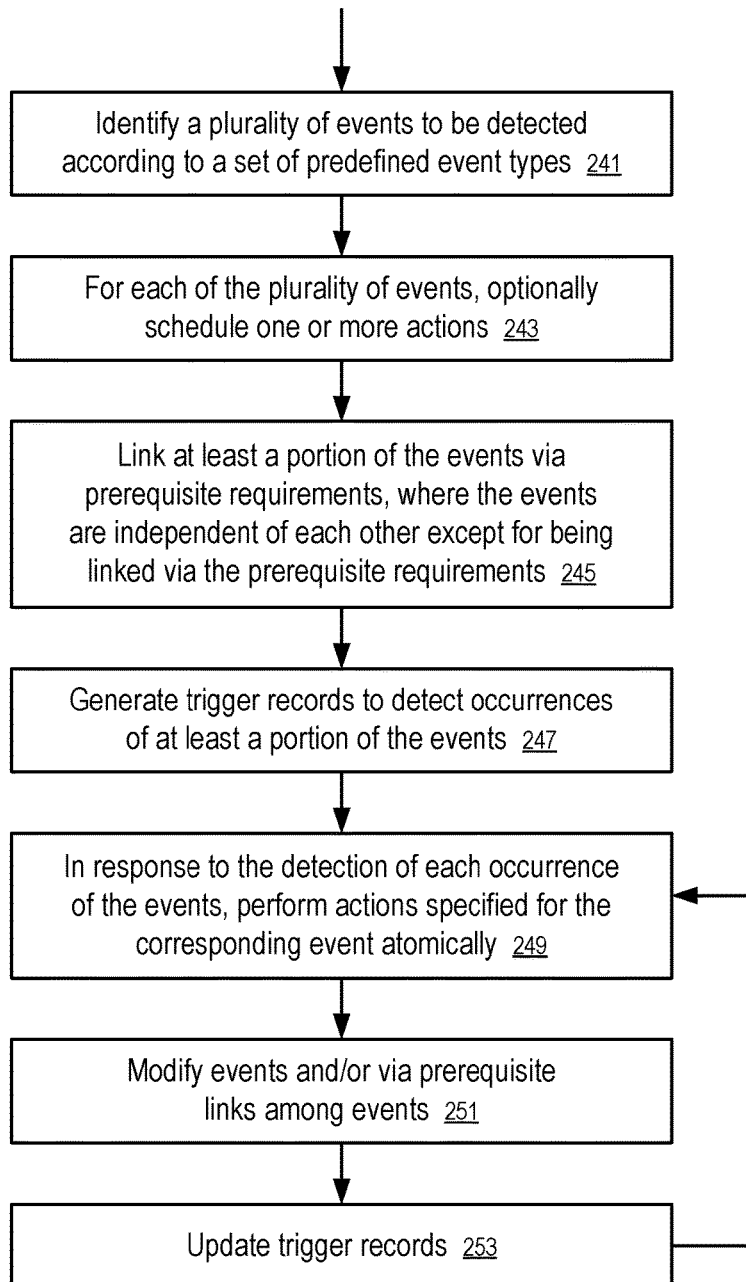 Identify a plurality of events to be detected
according to a set of predefined event types 241
For each of the plurality of events, optionally
schedule one or more actions 243
Link at least a portion of the events via
prerequisite requirements, where the events
are independent of each other except for being
linked via the prerequisite requirements 245
Generate trigger records to detect occurrences
of at least a portion of the events 247
In response to the detection of each occurrence
of the events, perform actions specified for the
corresponding event atomically 249
Modify events and/or via prerequisite
links among events 251
Update trigger records 253